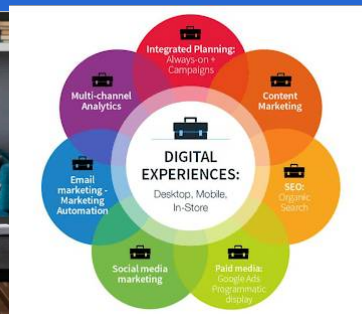 Integrated Planning:
Always-on +
Campaigns
Content
Marketing
SEO:
Organic
Search
Paid media:
Google Ads
Programmatic
display
Social media
marketing
Email
marketing -
Marketing
Automation
Multi-channel
Analytics
DIGITAL
EXPERIENCES:
Desktop, Mobile,
In-Store